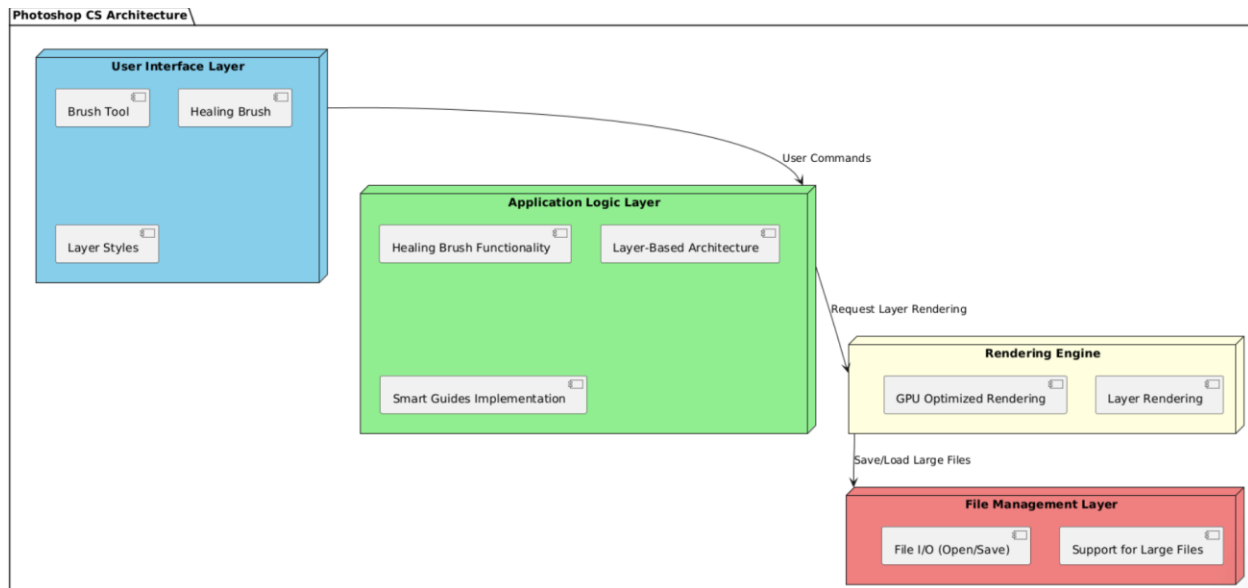 Photoshop CS Architecture
User Interface Layer
Brush Tool
Healing Brush
Layer Styles
User Commands
Application Logic Layer
Healing Brush Functionality
Layer-Based Architecture
Smart Guides Implementation
Request Layer Rendering
Rendering Engine
GPU Optimized Rendering
Layer Rendering
Save/Load Large Files
File Management Layer
File I/O (Open/Save)
Support for Large Files